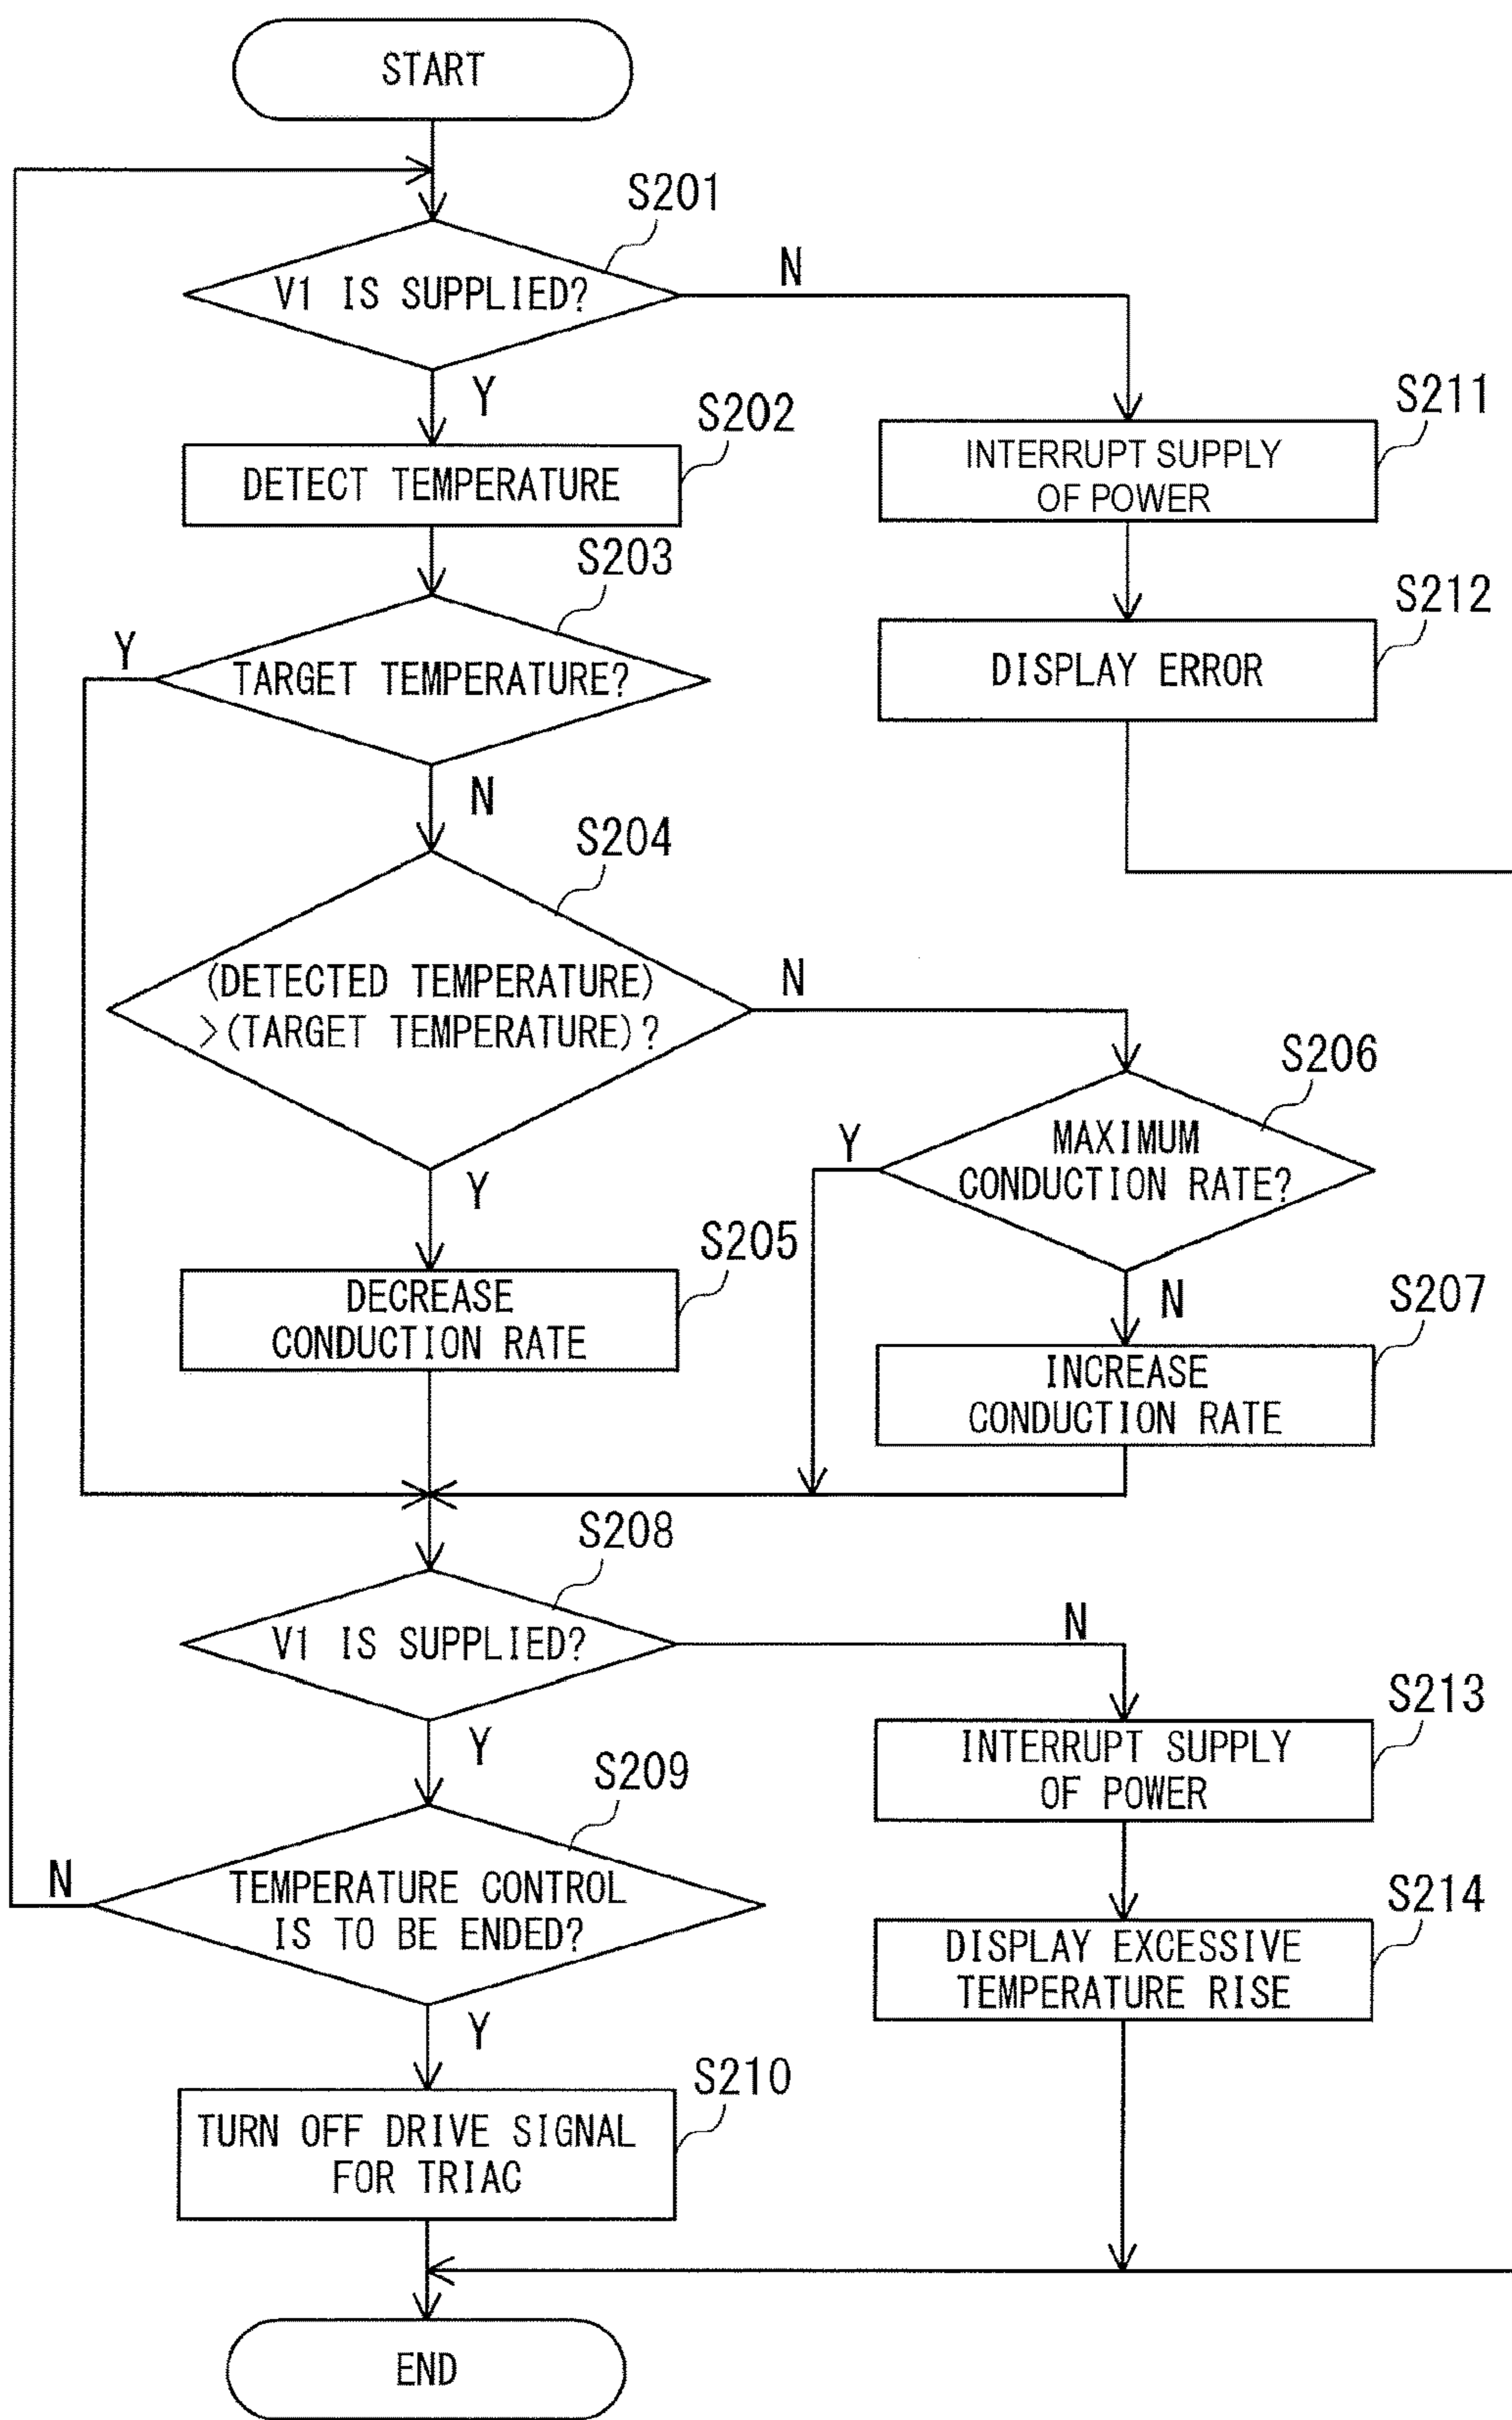 START
S201
V1 IS SUPPLIED?
N
Y
S202
DETECT TEMPERATURE
S211
INTERRUPT SUPPLY
OF POWER
S203
Y
TARGET TEMPERATURE?
N
S212
DISPLAY ERROR
S204
(DETECTED TEMPERATURE)
>(TARGET TEMPERATURE)?
N
Y
S206
MAXIMUM
CONDUCTION RATE?
Y
N
S205
DECREASE
CONDUCTION RATE
S207
INCREASE
CONDUCTION RATE
S208
V1 IS SUPPLIED?
N
Y
S213
INTERRUPT SUPPLY
OF POWER
S209
N
TEMPERATURE CONTROL
IS TO BE ENDED?
Y
S214
DISPLAY EXCESSIVE
TEMPERATURE RISE
S210
TURN OFF DRIVE SIGNAL
FOR TRIAC
END